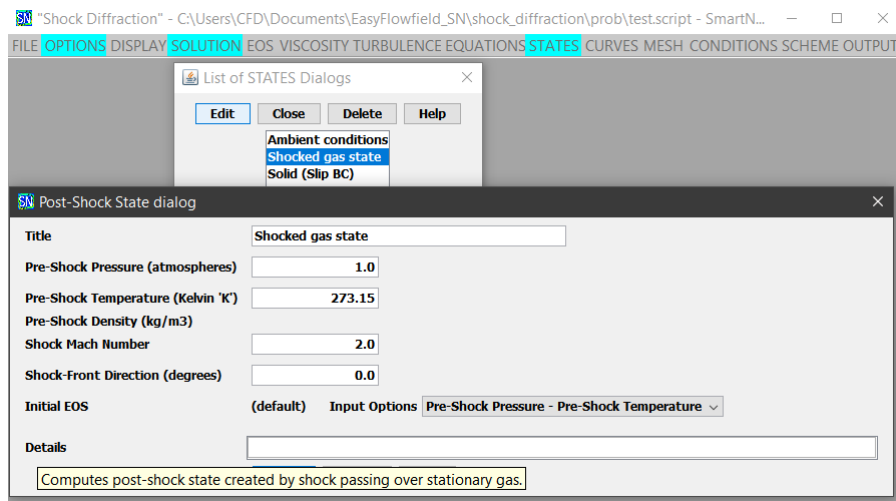 "Shock Diffraction" - C:\Users\CFD\Documents\EasyFlowfield_SN\shock_diffraction\prob\test.script - SmartN...
FILE OPTIONS DISPLAY SOLUTION EOS VISCOSITY TURBULENCE EQUATIONS STATES CURVES MESH CONDITIONS SCHEME OUTPUT
List of STATES Dialogs
Edit Close Delete Help
Ambient conditions
Shocked gas state
Solid (Slip BC)
SN Post-Shock State dialog
Title Shocked gas state
Pre-Shock Pressure (atmospheres) 1.0
Pre-Shock Temperature (Kelvin 'K') 273.15
Pre-Shock Density (kg/m3)
Shock Mach Number 2.0
Shock-Front Direction (degrees) 0.0
Initial EOS (default) Input Options Pre-Shock Pressure - Pre-Shock Temperature
Details
Computes post-shock state created by shock passing over stationary gas.